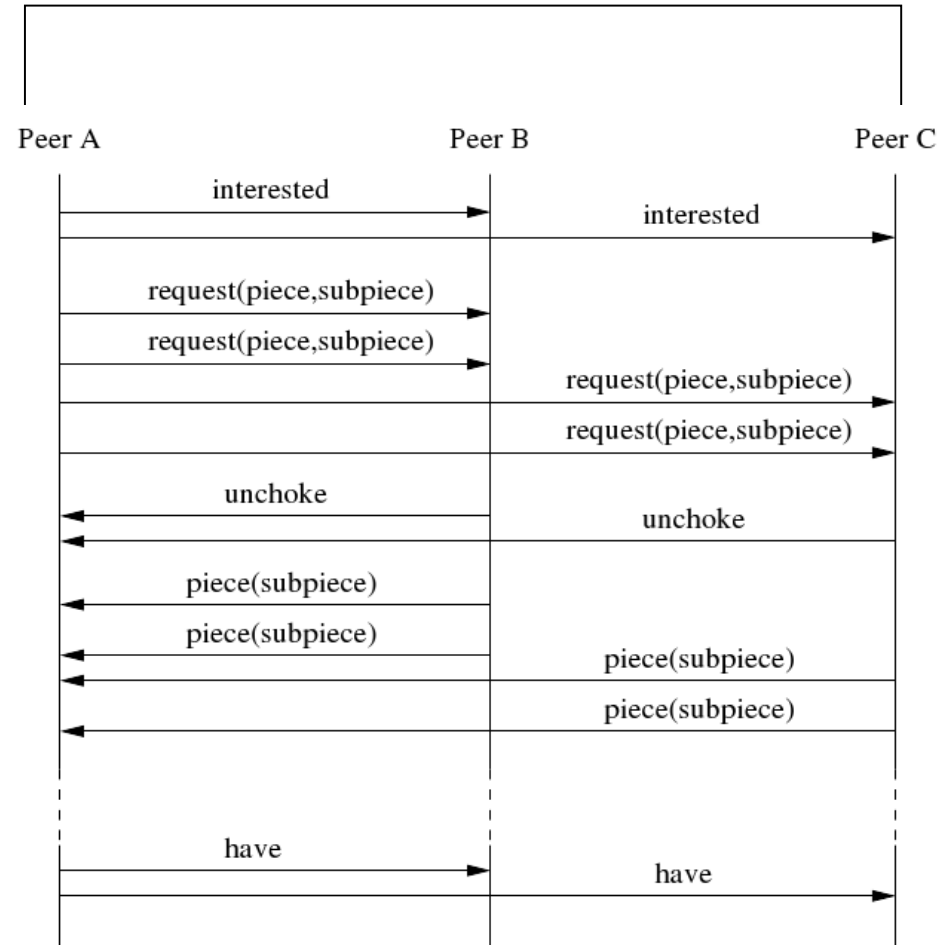 Peer A Peer B Peer C
interested
interested
request(piece,subpiece)
request(piece,subpiece)
request(piece,subpiece)
request(piece,subpiece)
unchoke
unchoke
piece(subpiece)
piece(subpiece)
piece(subpiece)
piece(subpiece)
have
have